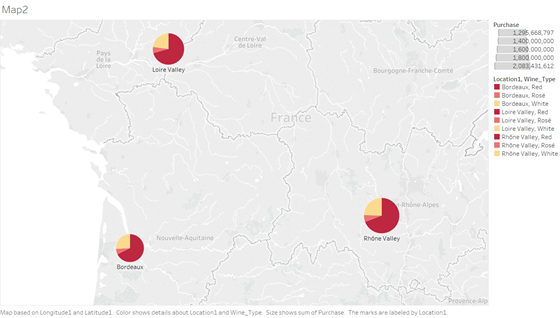 Map2
Purchase
1,295,668,797
1,400,000,000
1,600,000,000
1,800,000,000
2,083,431,612
Location1, Wine_Type
Bordeaux, Red
Bordeaux, Rosé
Bordeaux, White
Loire Valley, Red
Loire Valley, Rosé
Loire Valley, White
Rhône Valley, Red
Rhône Valley, Rosé
Rhône Valley, White
Centre-Val
de Loire
Pays
de la
Loire
Loire Valley
Bourgogne-Franche-Comté
France
-Rhône-Alpes
Rhône Valley
Nouvelle-Aquitaine
Bordeaux
Provence-Alp
Map based on Longitude1 and Latitude1. Color shows details about Location1 and Wine_Type. Size shows sum of Purchase. The marks are labeled by Location1.